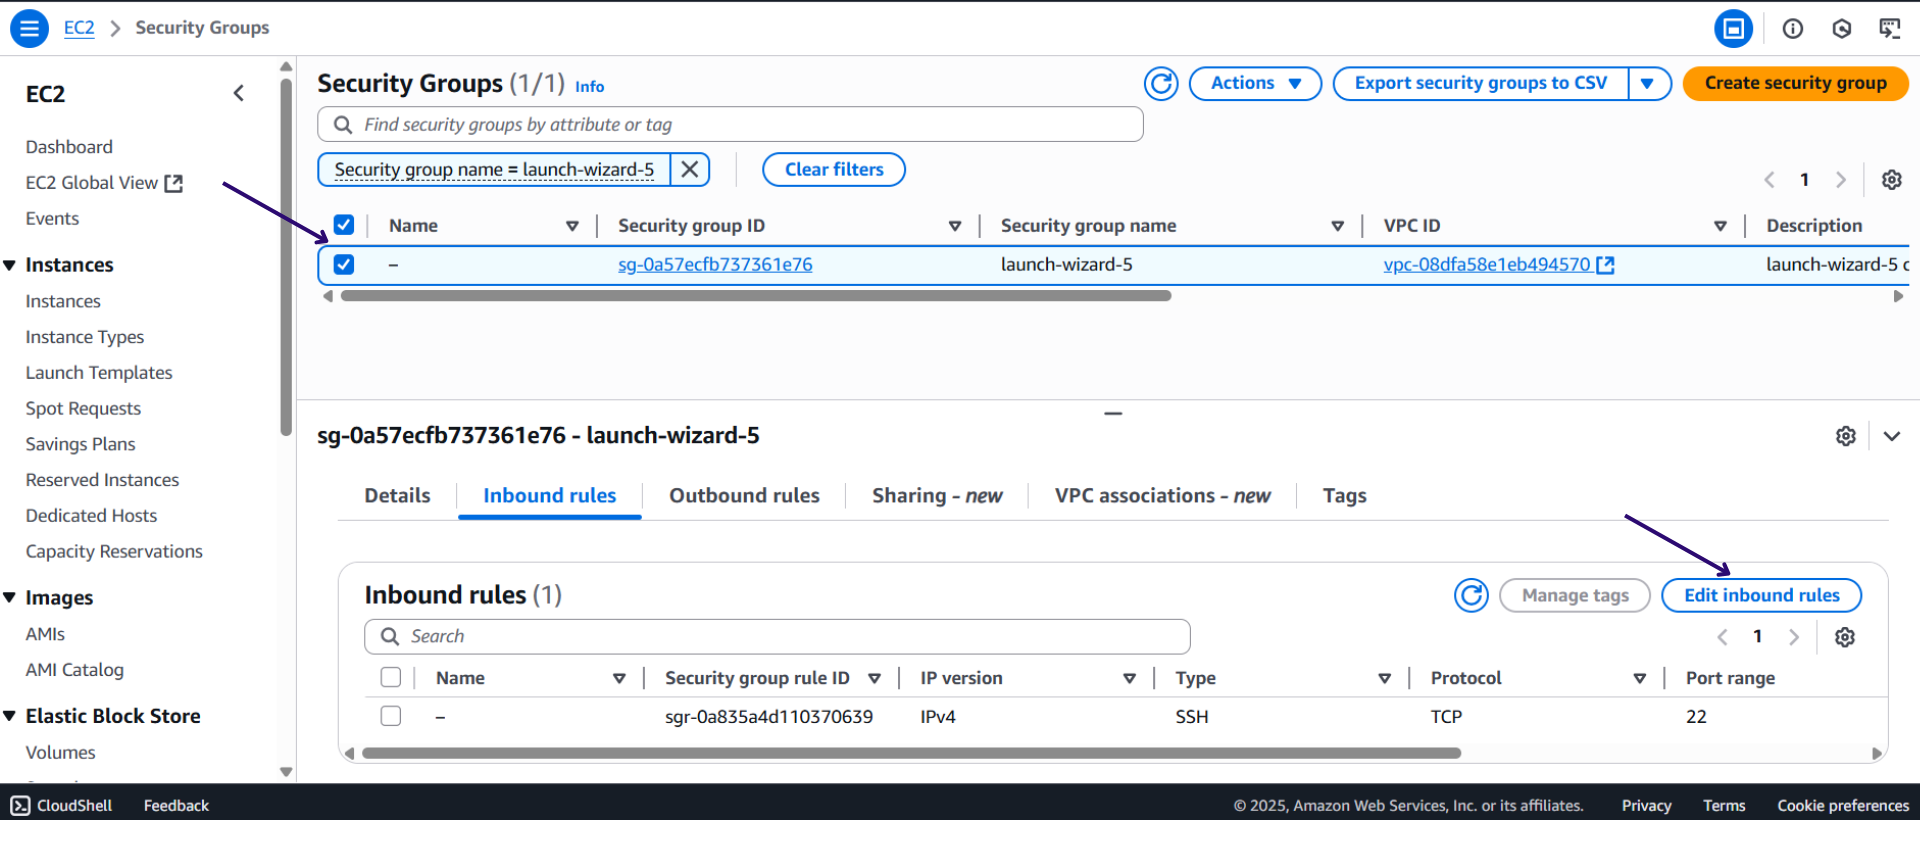 EC2 > Security Groups
EC2
Dashboard
EC2 Global View
Events
Instances
Instances
Instance Types
Launch Templates
Spot Requests
Savings Plans
Reserved Instances
Dedicated Hosts
Capacity Reservations
Images
AMIs
AMI Catalog
Elastic Block Store
Volumes
Security Groups (1/1) Info
Actions
Export security groups to CSV
Create security group
Find security groups by attribute or tag
Security group name = launch-wizard-5
Clear filters
1
Name Security group ID Security group name VPC ID Description
– sg-0a57ecfb737361e76 launch-wizard-5 vpc-08dfa58e1eb494570 launch-wizard-5 c
sg-0a57ecfb737361e76 - launch-wizard-5
Details Inbound rules Outbound rules Sharing - new VPC associations - new Tags
Inbound rules (1)
Manage tags
Edit inbound rules
Search
1
Name Security group rule ID IP version Type Protocol Port range
– sgr-0a835a4d110370639 IPv4 SSH TCP 22
CloudShell Feedback © 2025, Amazon Web Services, Inc. or its affiliates. Privacy Terms Cookie preferences